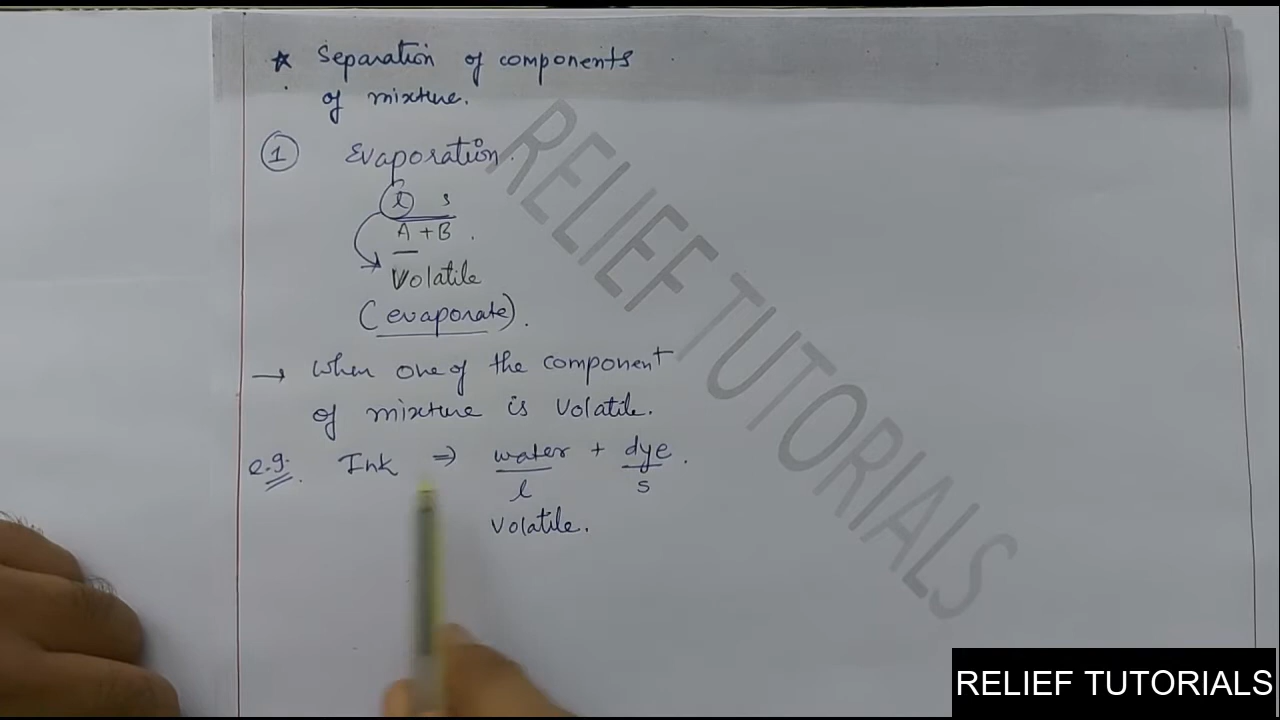 * Separation of components
of mixture.
1 Evaporation.
l s
A + B.
Volatile
(evaporate).
→ When one of the component
of mixture is Volatile.
e.g. Ink ⇒ water + dye.
l s
Volatile.
RELIEF TUTORIALS
RELIEF TUTORIALS